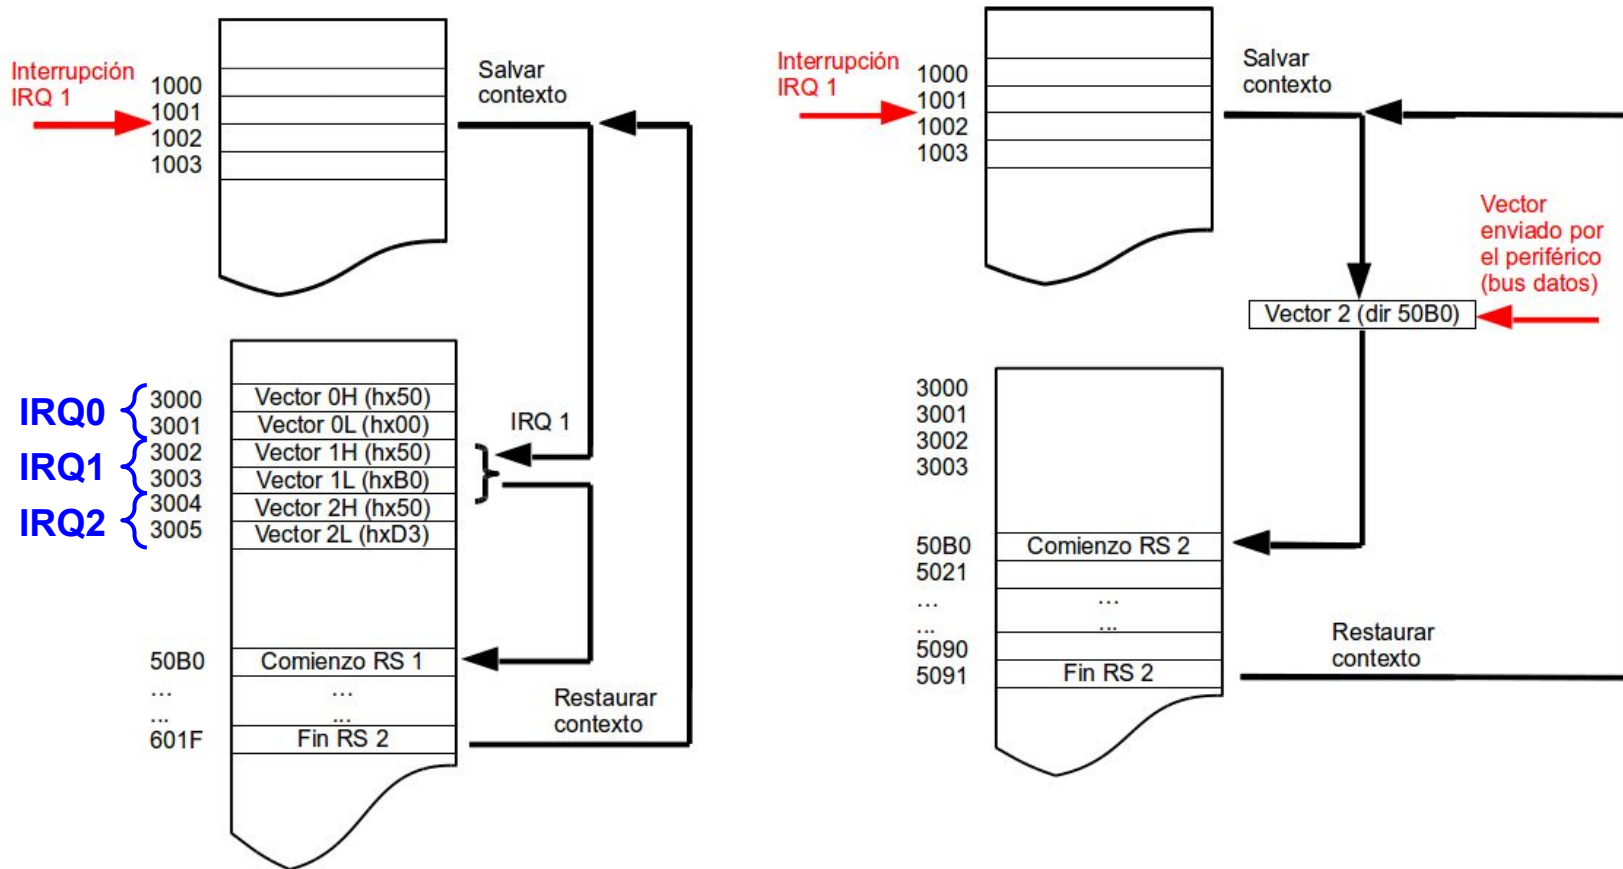 Interrupción
IRQ 1
1000
1001
1002
1003
Salvar
contexto
IRQ0
IRQ1
IRQ2
3000
3001
3002
3003
3004
3005
Vector 0H (hx50)
Vector 0L (hx00)
Vector 1H (hx50)
Vector 1L (hxB0)
Vector 2H (hx50)
Vector 2L (hxD3)
IRQ 1
50B0
...
...
601F
Comienzo RS 1
...
...
Fin RS 2
Restaurar
contexto
Interrupción
IRQ 1
1000
1001
1002
1003
Salvar
contexto
Vector
enviado por
el periférico
(bus datos)
Vector 2 (dir 50B0)
3000
3001
3002
3003
50B0
5021
...
...
5090
5091
Comienzo RS 2
...
...
Fin RS 2
Restaurar
contexto